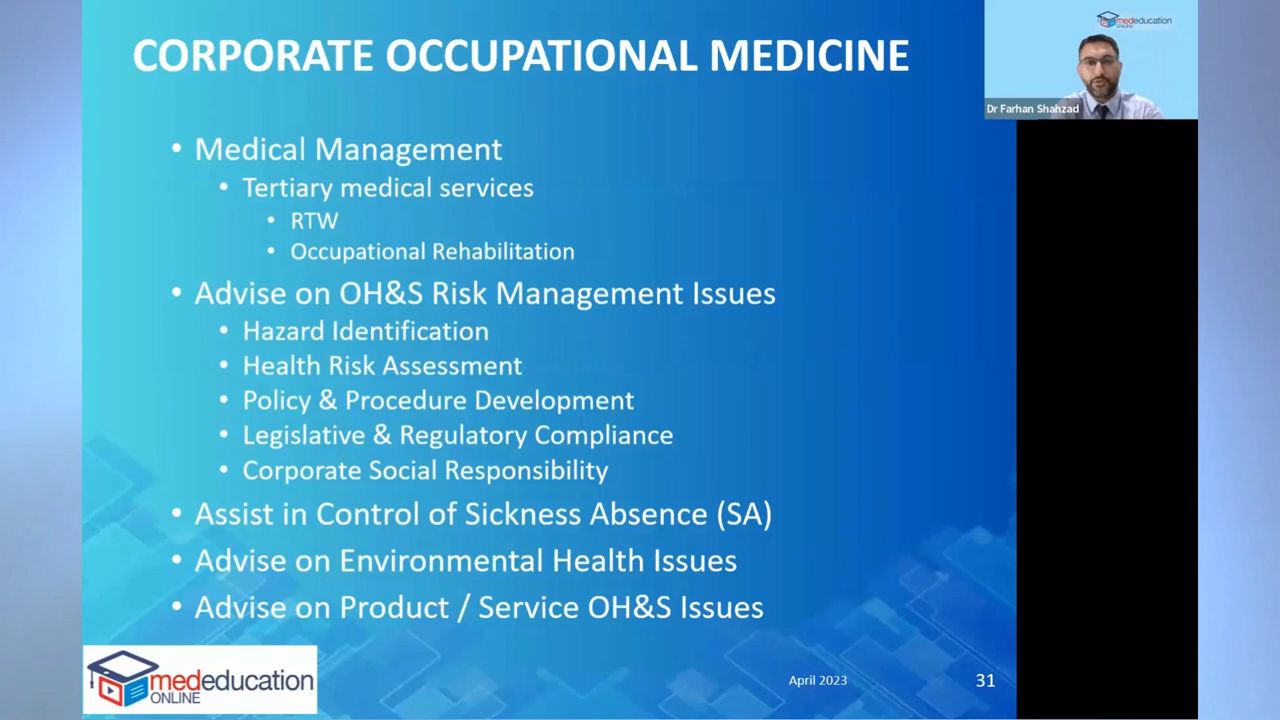 CORPORATE OCCUPATIONAL MEDICINE
mededucation
ONLINE
Dr Farhan Shahzad
• Medical Management
• Tertiary medical services
• RTW
• Occupational Rehabilitation
• Advise on OH&S Risk Management Issues
• Hazard Identification
• Health Risk Assessment
• Policy & Procedure Development
• Legislative & Regulatory Compliance
• Corporate Social Responsibility
• Assist in Control of Sickness Absence (SA)
• Advise on Environmental Health Issues
• Advise on Product / Service OH&S Issues
mededucation
ONLINE
April 2023
31